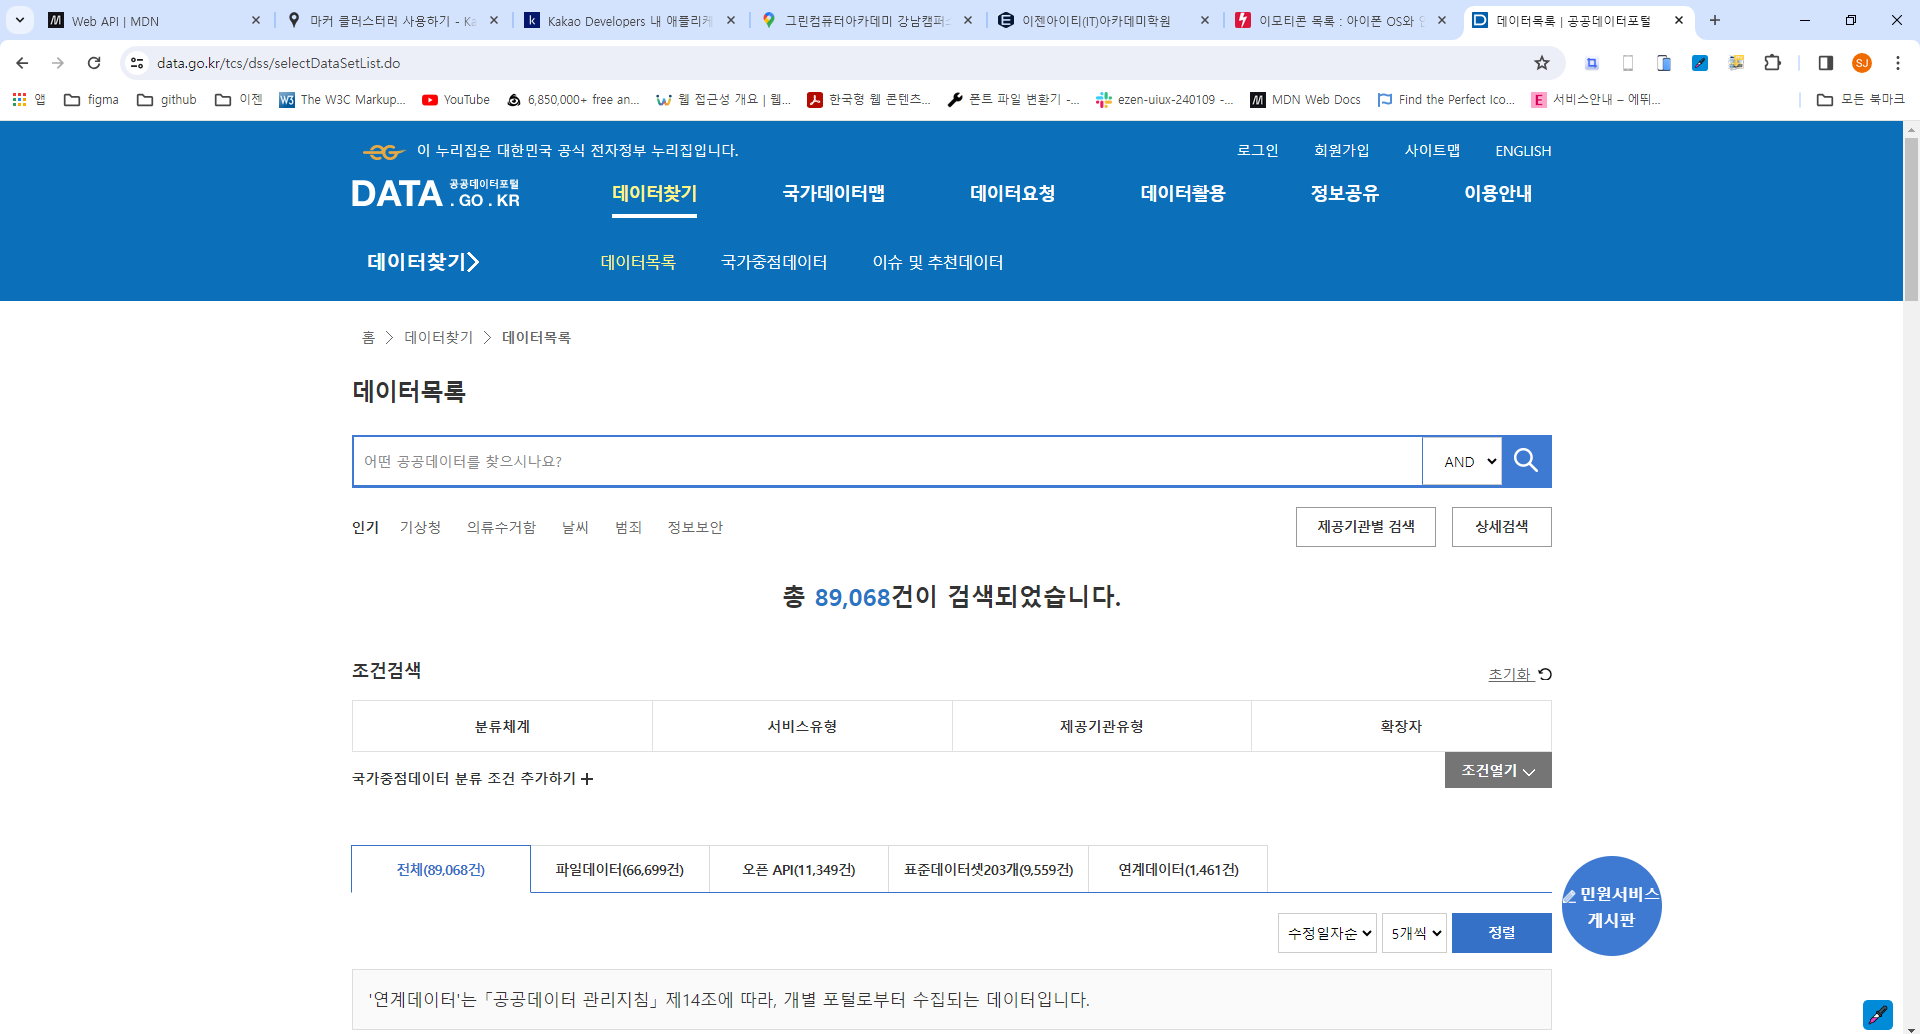 Web API | MDN
마커 클러스터러 사용하기 - Ka
Kakao Developers 내 애플리케
그린컴퓨터아카데미 강남캠퍼스
이젠아이티(IT)아카데미학원
이모티콘 목록 : 아이폰 OS와 안
데이터목록 | 공공데이터포털
data.go.kr/tcs/dss/selectDataSetList.do
SJ
앱
figma
github
이젠
The W3C Markup...
YouTube
6,850,000+ free an...
웹 접근성 개요 | 웹...
한국형 웹 콘텐츠...
폰트 파일 변환기 -...
ezen-uiux-240109 -...
MDN Web Docs
Find the Perfect Ico...
서비스안내 – 에뛰...
모든 북마크
이 누리집은 대한민국 공식 전자정부 누리집입니다.
로그인
회원가입
사이트맵
ENGLISH
DATA 공공데이터포털
. GO . KR
데이터찾기
국가데이터맵
데이터요청
데이터활용
정보공유
이용안내
데이터찾기
데이터목록
국가중점데이터
이슈 및 추천데이터
홈 > 데이터찾기 > 데이터목록
데이터목록
어떤 공공데이터를 찾으시나요?
AND
인기 기상청 의류수거함 날씨 범죄 정보보안
제공기관별 검색
상세검색
총 89,068건이 검색되었습니다.
조건검색
초기화
분류체계
서비스유형
제공기관유형
확장자
국가중점데이터 분류 조건 추가하기 +
조건열기
전체(89,068건)
파일데이터(66,699건)
오픈 API(11,349건)
표준데이터셋203개(9,559건)
연계데이터(1,461건)
민원서비스
게시판
수정일자순
5개씩
정렬
'연계데이터'는 「공공데이터 관리지침」 제14조에 따라, 개별 포털로부터 수집되는 데이터입니다.